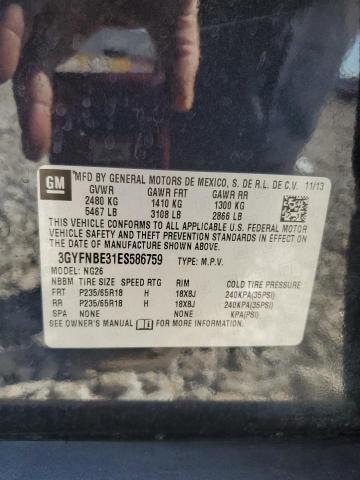 GM
MFD BY GENERAL MOTORS DE MEXICO, S. DE R.L. DE C.V. 11/13
GVWR GAWR FRT GAWR RR
2480 KG 1410 KG 1300 KG
5467 LB 3108 LB 2866 LB
THIS VEHICLE CONFORMS TO ALL APPLICABLE U.S. FEDERAL MOTOR
VEHICLE SAFETY, BUMPER, AND THEFT PREVENTION STANDARDS
IN EFFECT ON THE DATE OF MANUFACTURE SHOWN ABOVE.
3GYFNBE31ES586759 TYPE: M.P.V.
MODEL: NG26
NBBM TIRE SIZE SPEED RTG RIM COLD TIRE PRESSURE
FRT P235/65R18 H 18X8J 240KPA(35PSI)
RR P235/65R18 H 18X8J 240KPA(35PSI)
SPA NONE NONE KPA(PSI)
SEE OWNER'S MANUAL FOR ADDITIONAL INFORMATION.